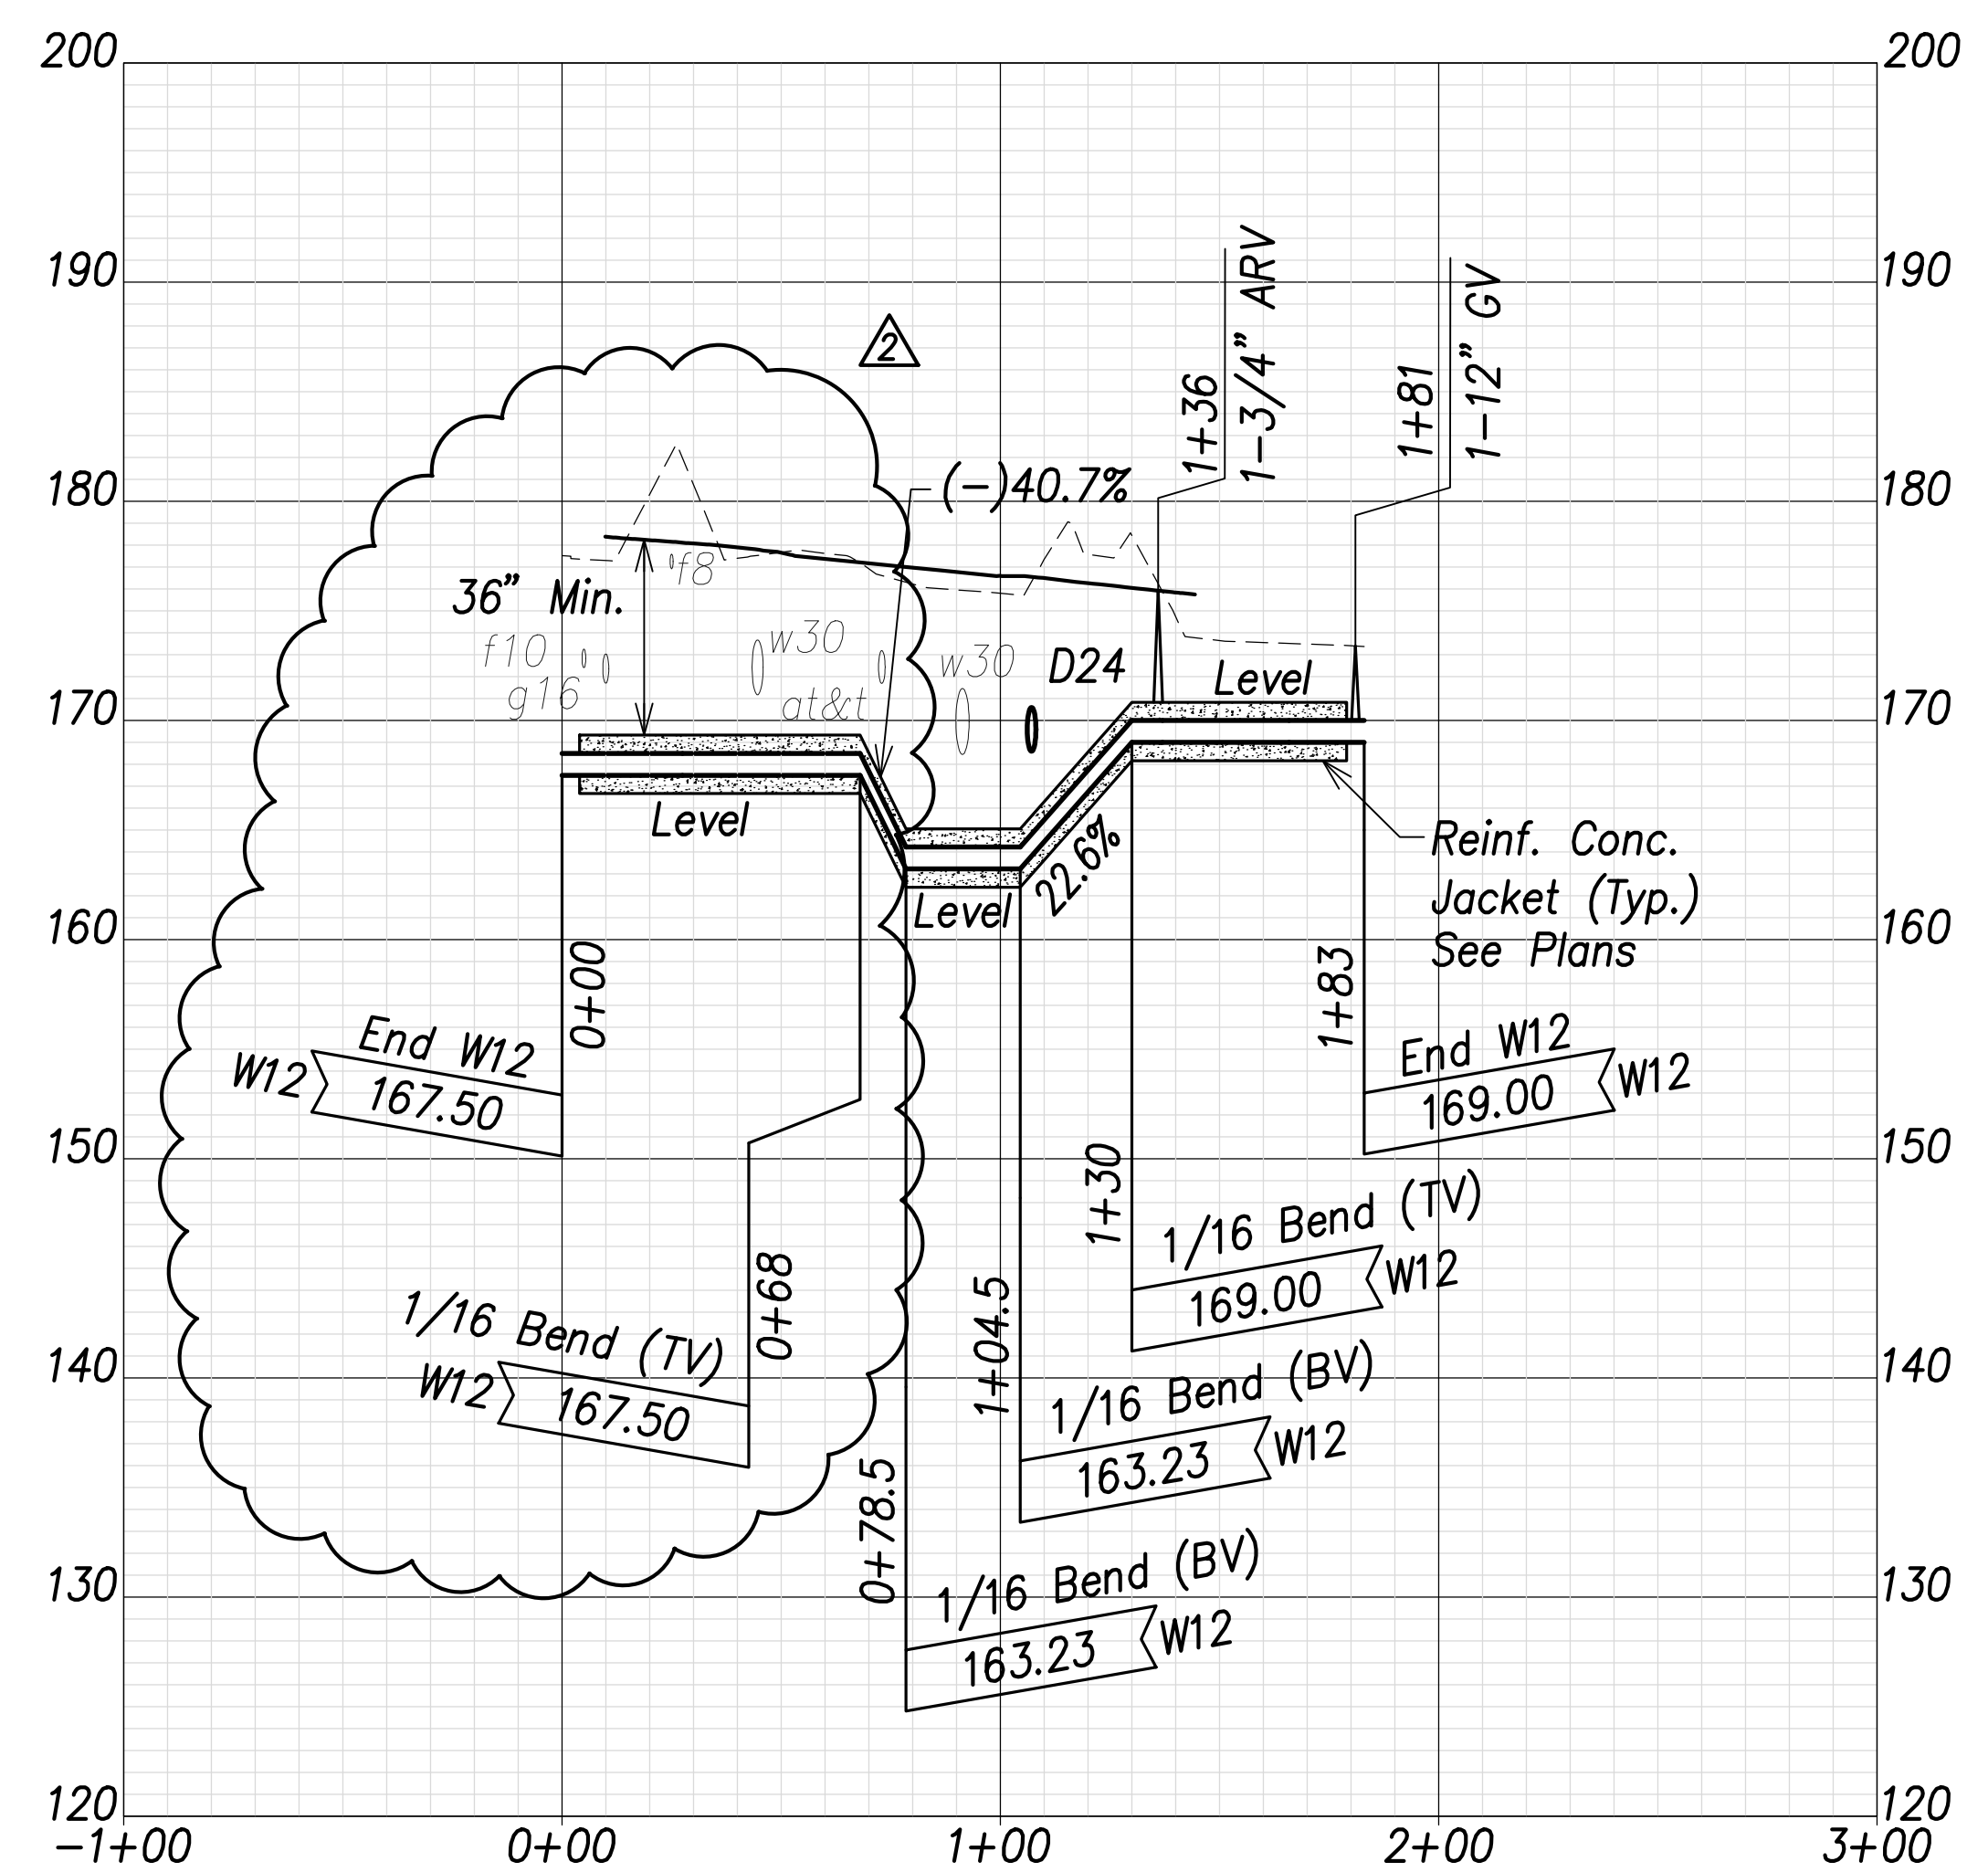 200
200
190
190
180
180
170
170
160
160
150
150
140
140
130
130
120
120
-1+00
0+00
1+00
2+00
3+00
2
1+36
1-3/4" ARV
1+81
1-12" GV
(-)40.7%
36" Min.
f8
f10
g16
w30
at&t
w30
D24
Level
Level
Level
22.6%
Reinf. Conc.
Jacket (Typ.)
See Plans
0+00
End W12
W12
167.50
0+68
1/16 Bend (TV)
W12
167.50
0+78.5
1/16 Bend (BV)
163.23
W12
1+04.5
1/16 Bend (BV)
163.23
W12
1+30
1/16 Bend (TV)
169.00
W12
1+83
End W12
169.00
W12